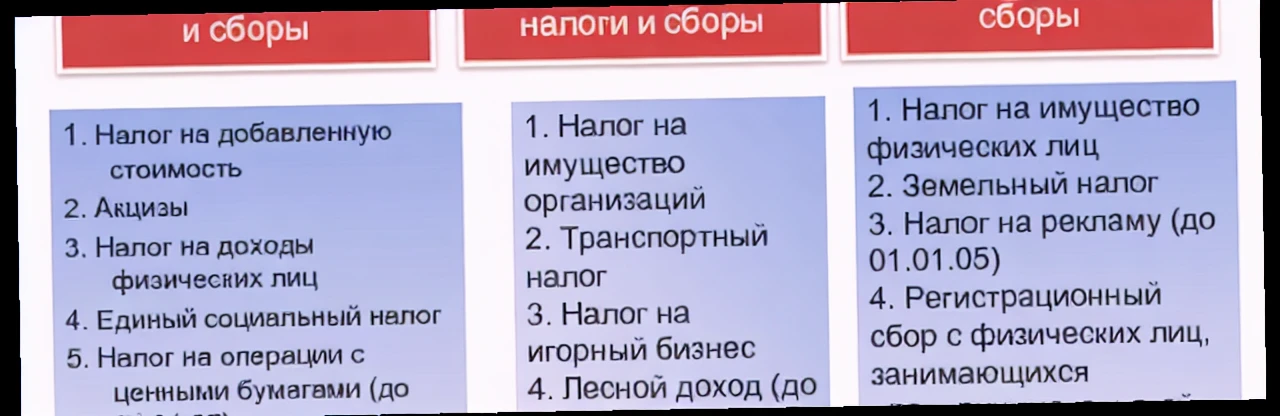 и сборы
налоги и сборы
сборы
1. Налог на добавленную
стоимость
2. Акцизы
3. Налог на доходы
физических лиц
4. Единый социальный налог
5. Налог на операции с
ценными бумагами (до
1. Налог на
имущество
организаций
2. Транспортный
налог
3. Налог на
игорный бизнес
4. Лесной доход (до
1. Налог на имущество
физических лиц
2. Земельный налог
3. Налог на рекламу (до
01.01.05)
4. Регистрационный
сбор с физических лиц,
занимающихся